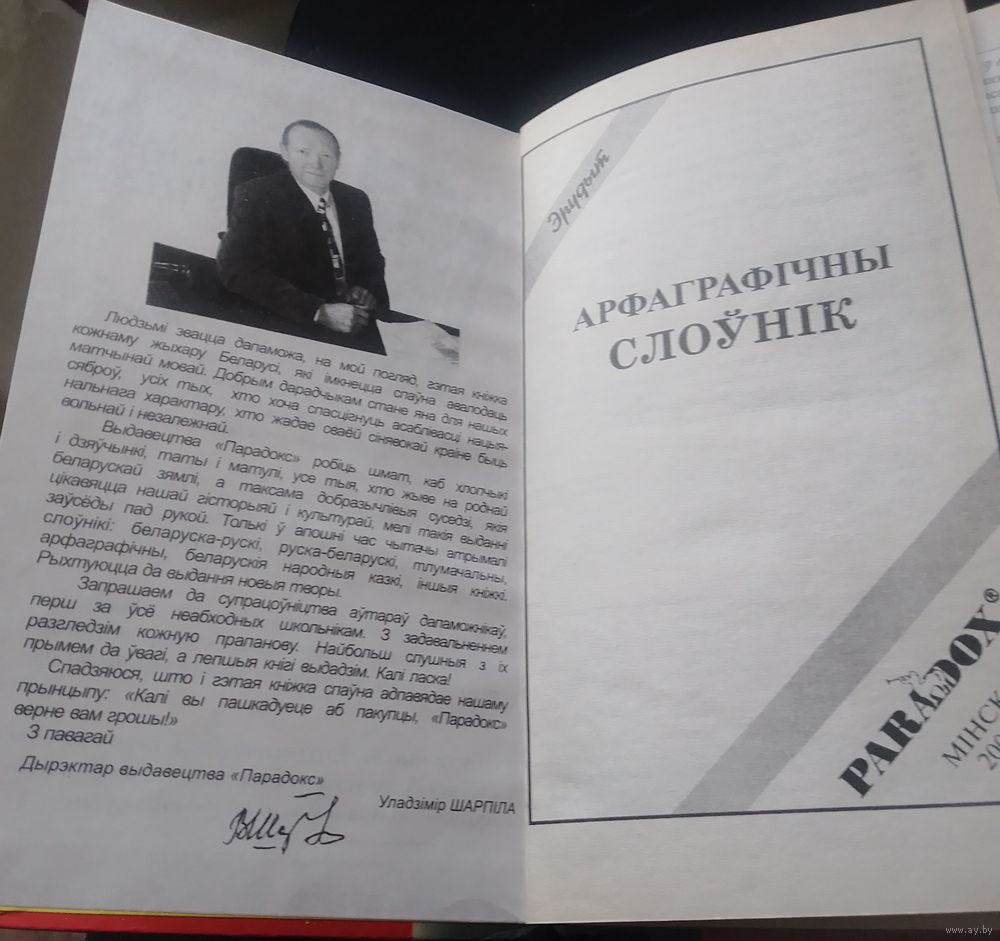 Людзьмі звацца дапаможа, на мой погляд, гэтая кніжка
кожнаму жыхару Беларусі, які імкнецца спаўна авалодаць
матчынай мовай. Добрым дарадчыкам стане яна для нашых
сяброў, усіх тых, хто хоча спасцігнуць асаблівасці нацыя-
нальнага характару, хто жадае сваёй сінявокай краіне быць
вольнай і незалежнай.
Выдавецтва «Парадокс» робіць шмат, каб хлопчыкі
і дзяўчынкі, таты і матулі, усе тыя, хто жыве на роднай
беларускай зямлі, а таксама добразычлівыя суседзі, якія
цікавяцца нашай гісторыяй і культурай, мелі такія выданні
заўсёды пад рукой. Толькі ў апошні час чытачы атрымалі
слоўнікі: беларуска-рускі, руска-беларускі, тлумачальны,
арфаграфічны, беларускія народныя казкі, іншыя кніжкі.
Рыхтуюцца да выдання новыя творы.
Запрашаем да супрацоўніцтва аўтараў дапаможнікаў,
перш за ўсё неабходных школьнікам. З задавальненнем
разгледзім кожную прапанову. Найбольш слушныя з іх
прымем да ўвагі, а лепшыя кнігі выдадзім. Калі ласка!
Спадзяюся, што і гэтая кніжка спаўна адпавядае нашаму
прынцыпу: «Калі вы пашкадуеце аб пакупцы, «Парадокс»
верне вам грошы!»
З павагай
Дырэктар выдавецтва «Парадокс»
Уладзімір ШАРПІЛА
Эрудыт
АРФАГРАФІЧНЫ
СЛОЎНІК
PARADOX®
МІНСК
www.ay.by